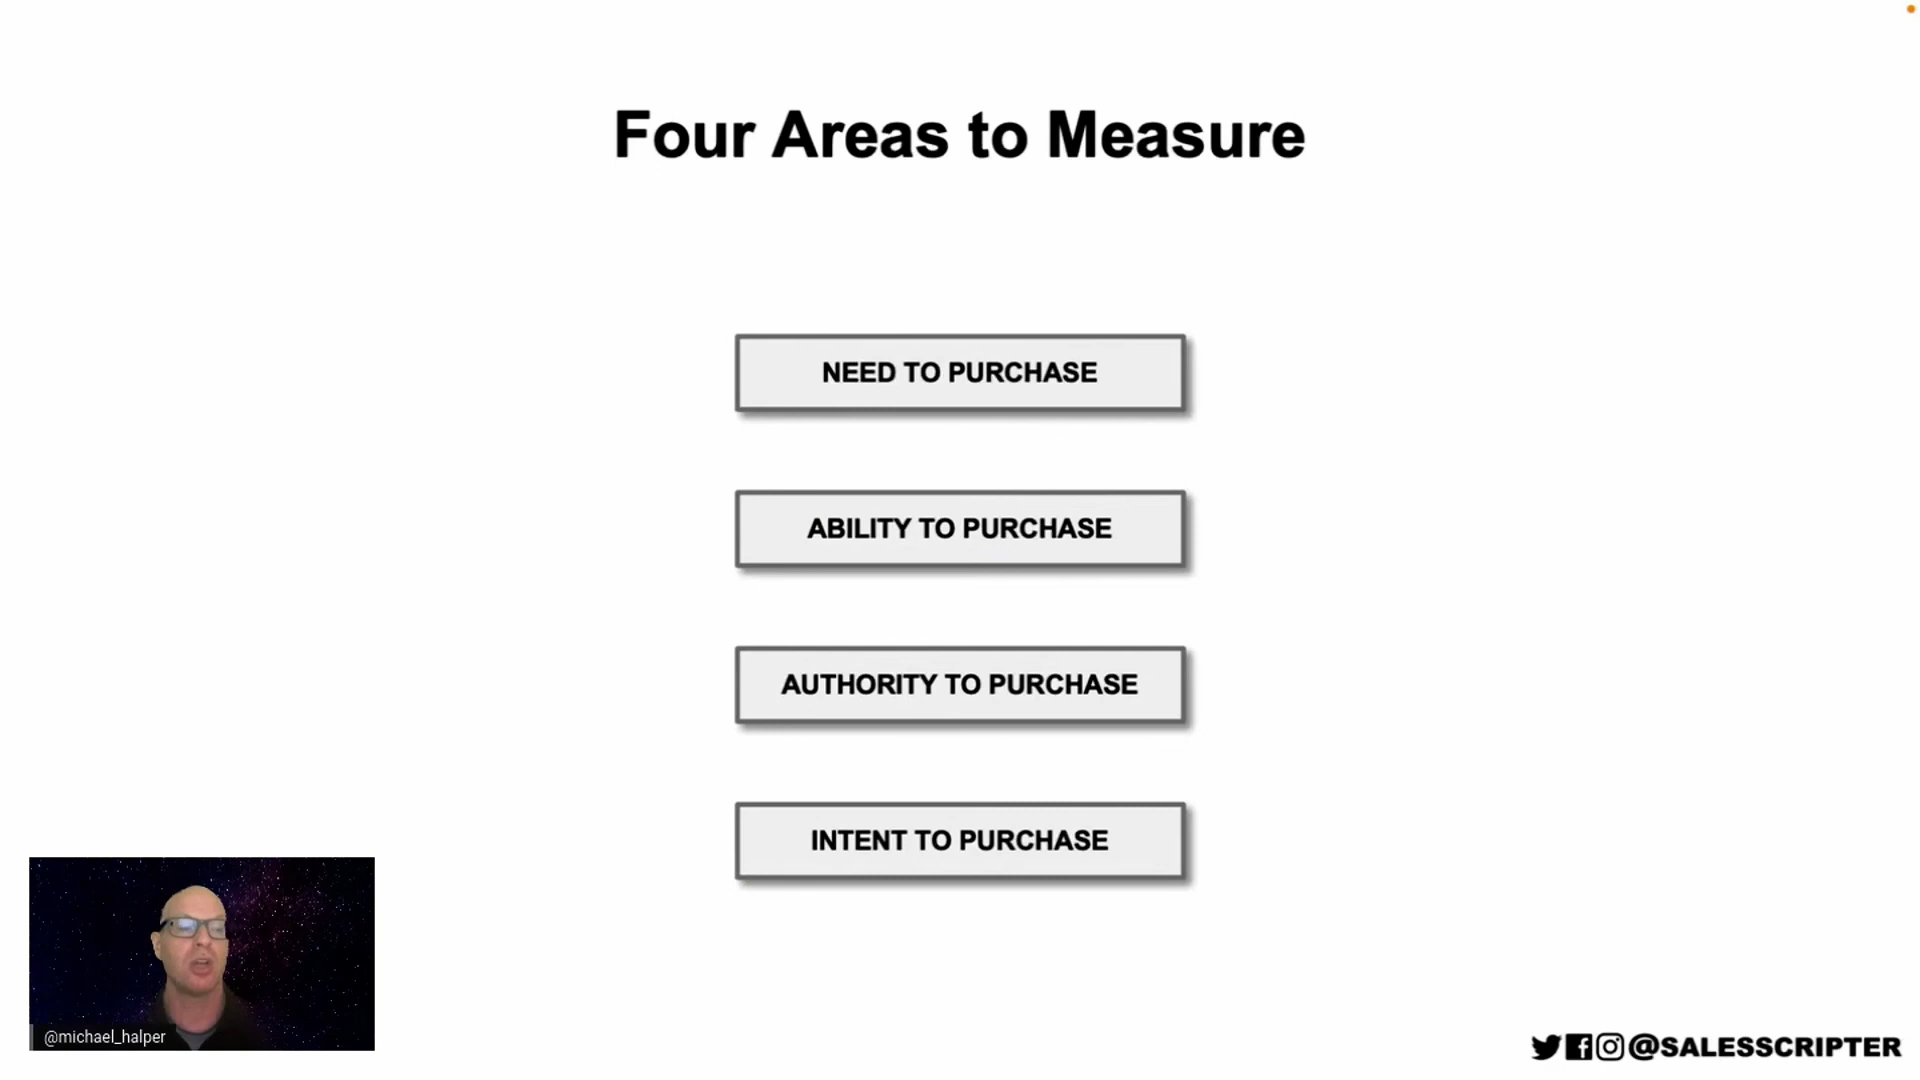 Four Areas to Measure
NEED TO PURCHASE
ABILITY TO PURCHASE
AUTHORITY TO PURCHASE
INTENT TO PURCHASE
@michael_halper
@SALESSCRIPTER